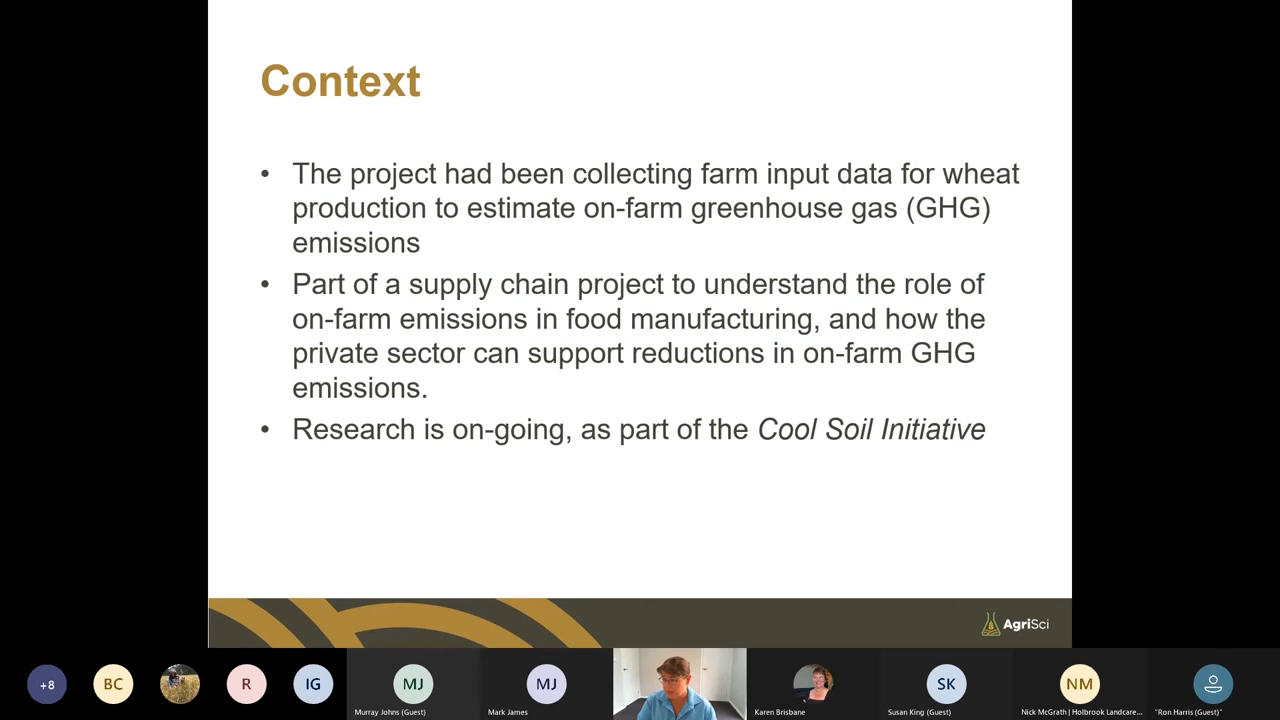 Context
• The project had been collecting farm input data for wheat
production to estimate on-farm greenhouse gas (GHG)
emissions
• Part of a supply chain project to understand the role of
on-farm emissions in food manufacturing, and how the
private sector can support reductions in on-farm GHG
emissions.
• Research is on-going, as part of the Cool Soil Initiative
AgriSci
+8
BC
R
IG
MJ
Murray Johns (Guest)
MJ
Mark James
Karen Brisbane
SK
Susan King (Guest)
NM
Nick McGrath | Holbrook Landcare...
"Ron Harris (Guest)"